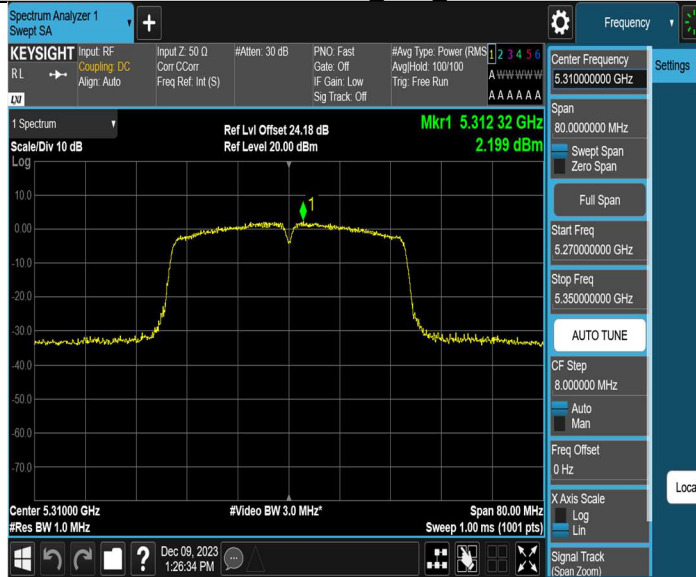 Spectrum Analyzer 1
Swept SA
Frequency
KEYSIGHT
RL
LXI
Input: RF
Coupling: DC
Align: Auto
Input Z: 50 Ω
Corr CCorr
Freq Ref: Int (S)
#Atten: 30 dB
PNO: Fast
Gate: Off
IF Gain: Low
Sig Track: Off
#Avg Type: Power (RMS
Avg|Hold: 100/100
Trig: Free Run
1 2 3 4 5 6
A W W W W W
A A A A A A
1 Spectrum
Scale/Div 10 dB
Log
Ref Lvl Offset 24.18 dB
Ref Level 20.00 dBm
Mkr1 5.312 32 GHz
2.199 dBm
1
10.0
0.00
-10.0
-20.0
-30.0
-40.0
-50.0
-60.0
-70.0
Center 5.31000 GHz
#Res BW 1.0 MHz
#Video BW 3.0 MHz*
Span 80.00 MHz
Sweep 1.00 ms (1001 pts)
Dec 09, 2023
1:26:34 PM
?
Center Frequency
5.310000000 GHz
Span
80.0000000 MHz
Swept Span
Zero Span
Full Span
Start Freq
5.270000000 GHz
Stop Freq
5.350000000 GHz
AUTO TUNE
CF Step
8.000000 MHz
Auto
Man
Freq Offset
0 Hz
X Axis Scale
Log
Lin
Signal Track
(Span Zoom)
Settings
Loca